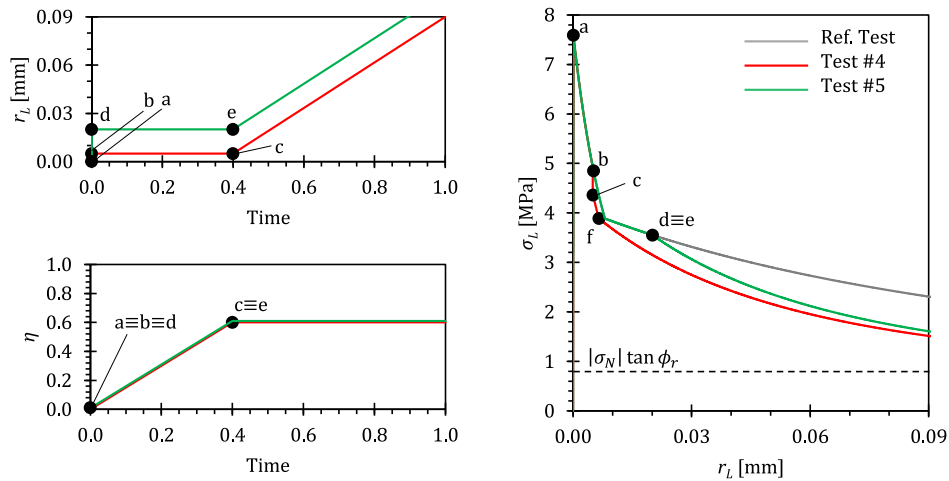 r_L [mm]
0.09
0.06
0.03
0.00
d
b
a
e
c
0.0 0.2 0.4 0.6 0.8 1.0
Time
η
1.0
0.8
0.6
0.4
0.2
0.0
a≡b≡d
c≡e
0.0 0.2 0.4 0.6 0.8 1.0
Time
σ_L [MPa]
8
7
6
5
4
3
2
1
0
a
b
c
f
d≡e
Ref. Test
Test #4
Test #5
|σ_N| tan ϕ_r
0.00 0.03 0.06 0.09
r_L [mm]